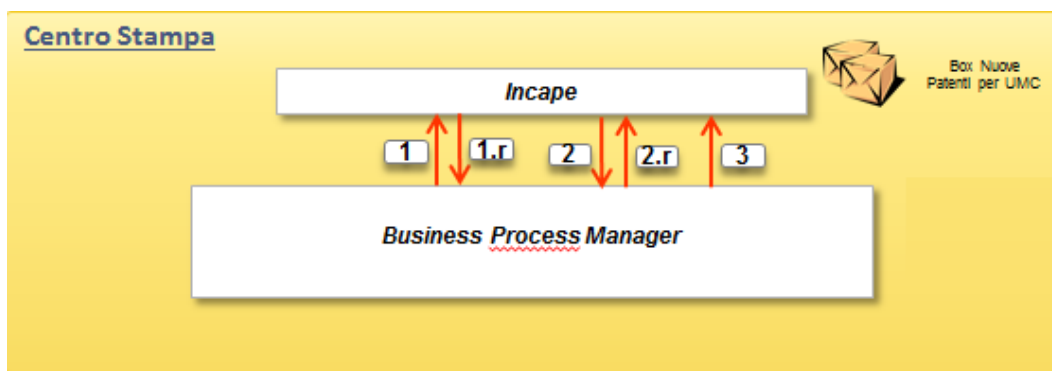 Centro Stampa
Box Nuove
Patenti per UMC
Incape
1
1.r
2
2.r
3
Business Process Manager